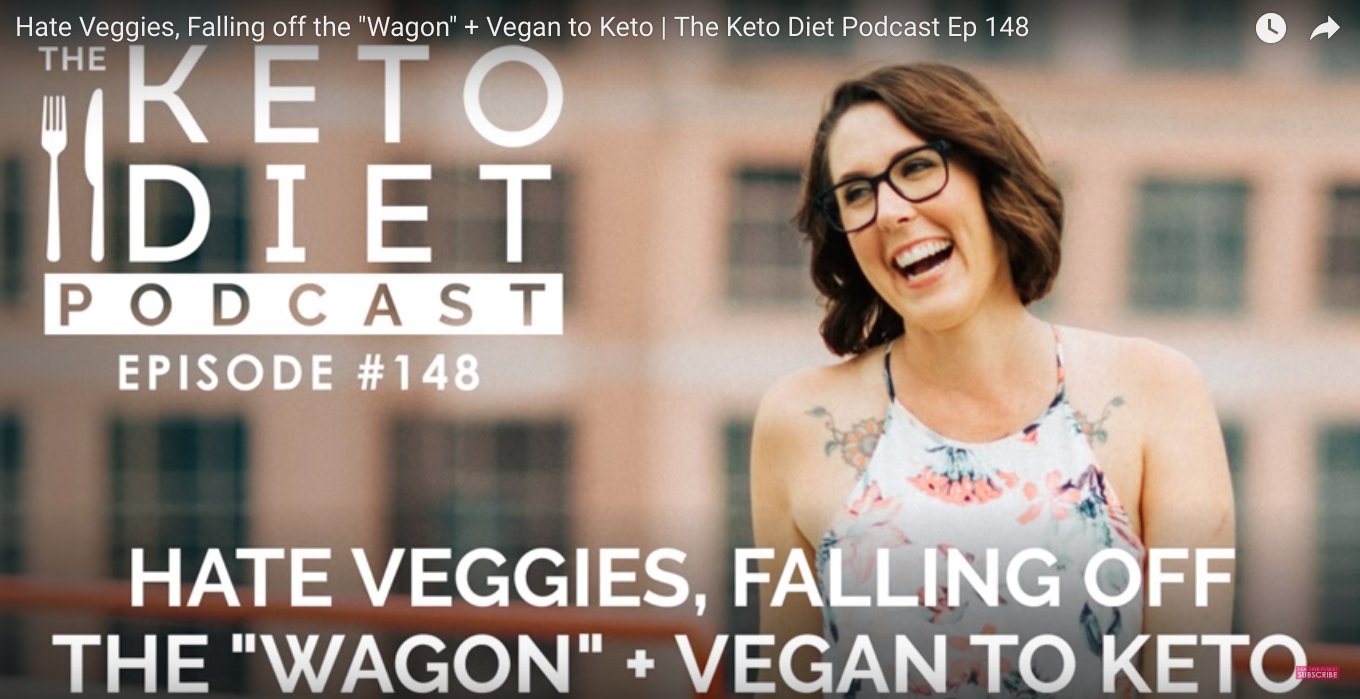 Hate Veggies, Falling off the "Wagon" + Vegan to Keto | The Keto Diet Podcast Ep 148
THE
KETO
DIET
PODCAST
EPISODE #148
HATE VEGGIES, FALLING OFF
THE "WAGON" + VEGAN TO KETO
SUBSCRIBE